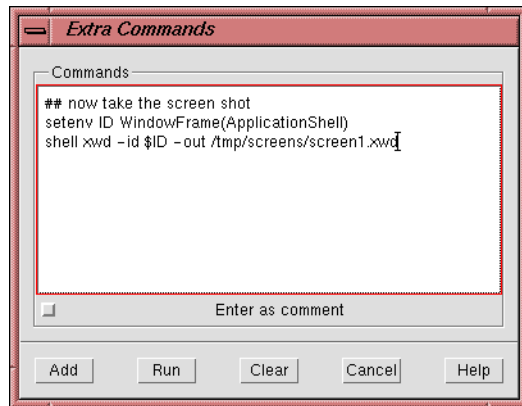 Extra Commands
Commands
## now take the screen shot
setenv ID WindowFrame(ApplicationShell)
shell xwd -id $ID -out /tmp/screens/screen1.xwd
Enter as comment
Add Run Clear Cancel Help